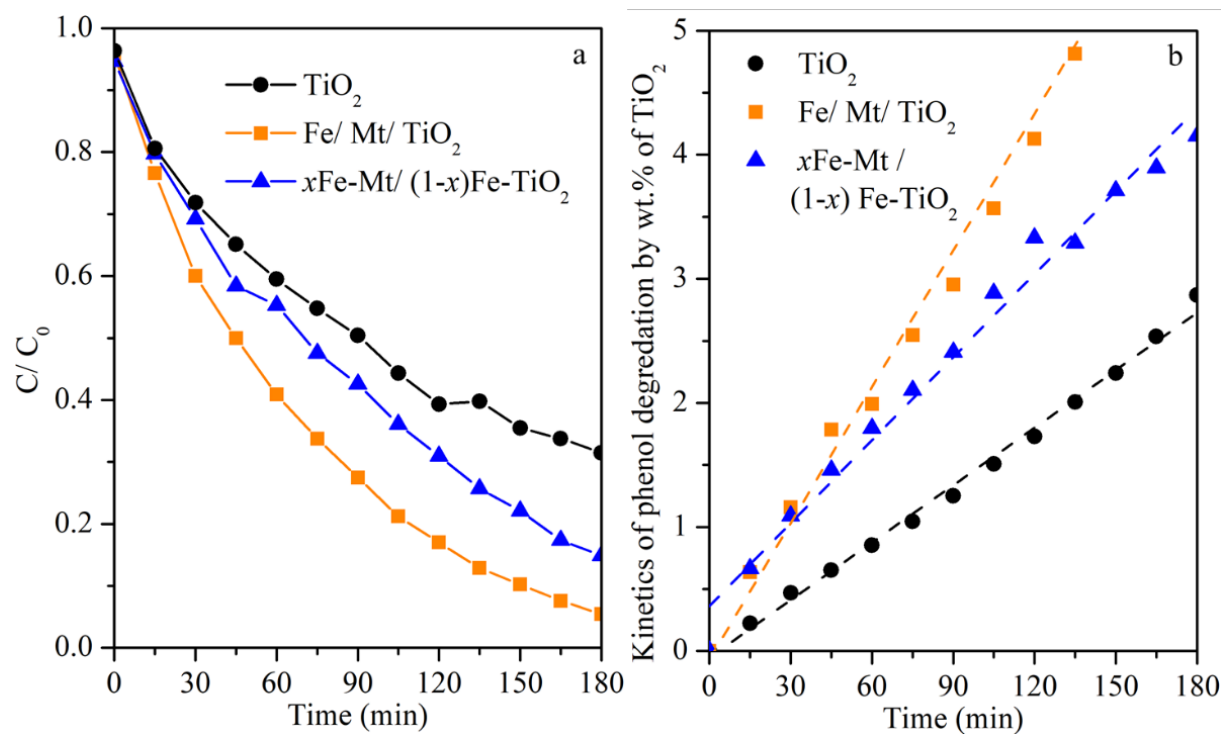 a
TiO₂
Fe/ Mt/ TiO₂
xFe-Mt/ (1-x)Fe-TiO₂
C/ C₀
1.0
0.8
0.6
0.4
0.2
0.0
0 30 60 90 120 150 180
Time (min)
b
TiO₂
Fe/ Mt/ TiO₂
xFe-Mt /
(1-x) Fe-TiO₂
Kinetics of phenol degredation by wt.% of TiO₂
5
4
3
2
1
0
0 30 60 90 120 150 180
Time (min)